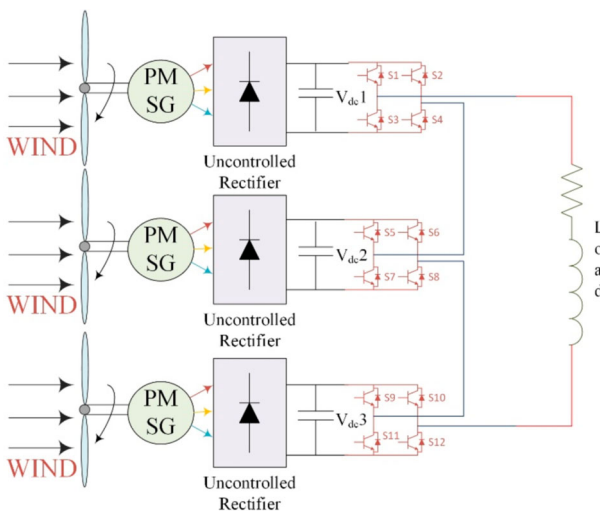 PM
SG
WIND
Uncontrolled
Rectifier
Vdc1
S1 S2
S3 S4
PM
SG
WIND
Uncontrolled
Rectifier
Vdc2
S5 S6
S7 S8
PM
SG
WIND
Uncontrolled
Rectifier
Vdc3
S9 S10
S11 S12